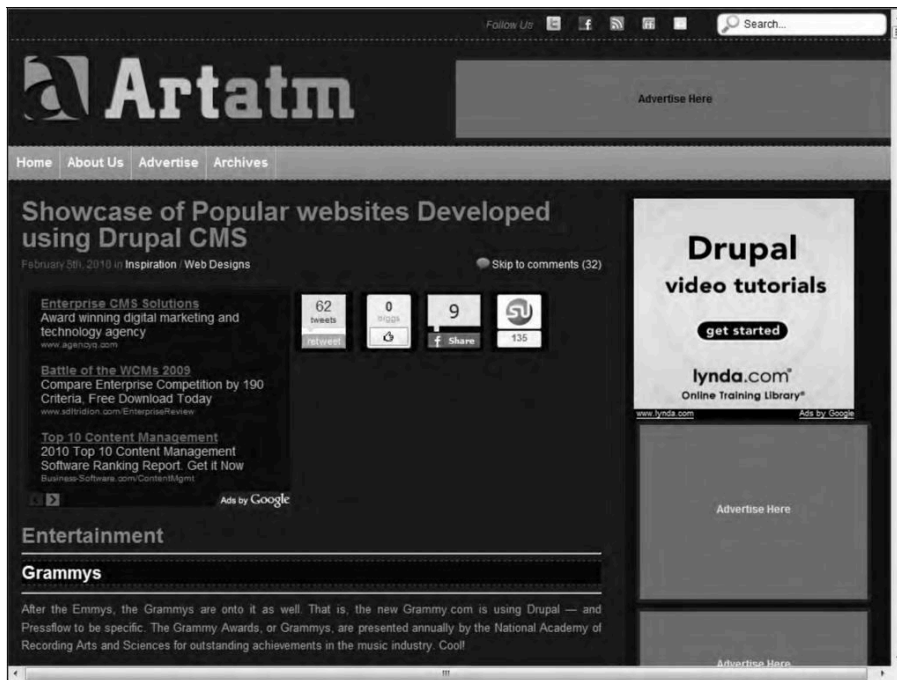 Follow Us
Search...
a Artatm
Advertise Here
Home About Us Advertise Archives
Showcase of Popular websites Developed
using Drupal CMS
February 5th, 2010 in Inspiration / Web Designs
Skip to comments (32)
Enterprise CMS Solutions
Award winning digital marketing and
technology agency
www.agencyq.com
Battle of the WCMs 2009
Compare Enterprise Competition by 190
Criteria, Free Download Today
www.sdltridion.com/EnterpriseReview
Top 10 Content Management
2010 Top 10 Content Management
Software Ranking Report. Get it Now
Business-Software.com/ContentMgmt
Ads by Google
62
tweets
retweet
0
diggs
9
f Share
135
Drupal
video tutorials
get started
lynda.com®
Online Training Library®
www.lynda.com Ads by Google
Advertise Here
Advertise Here
Entertainment
Grammys
After the Emmys, the Grammys are onto it as well. That is, the new Grammy.com is using Drupal — and
Pressflow to be specific. The Grammy Awards, or Grammys, are presented annually by the National Academy of
Recording Arts and Sciences for outstanding achievements in the music industry. Cool!